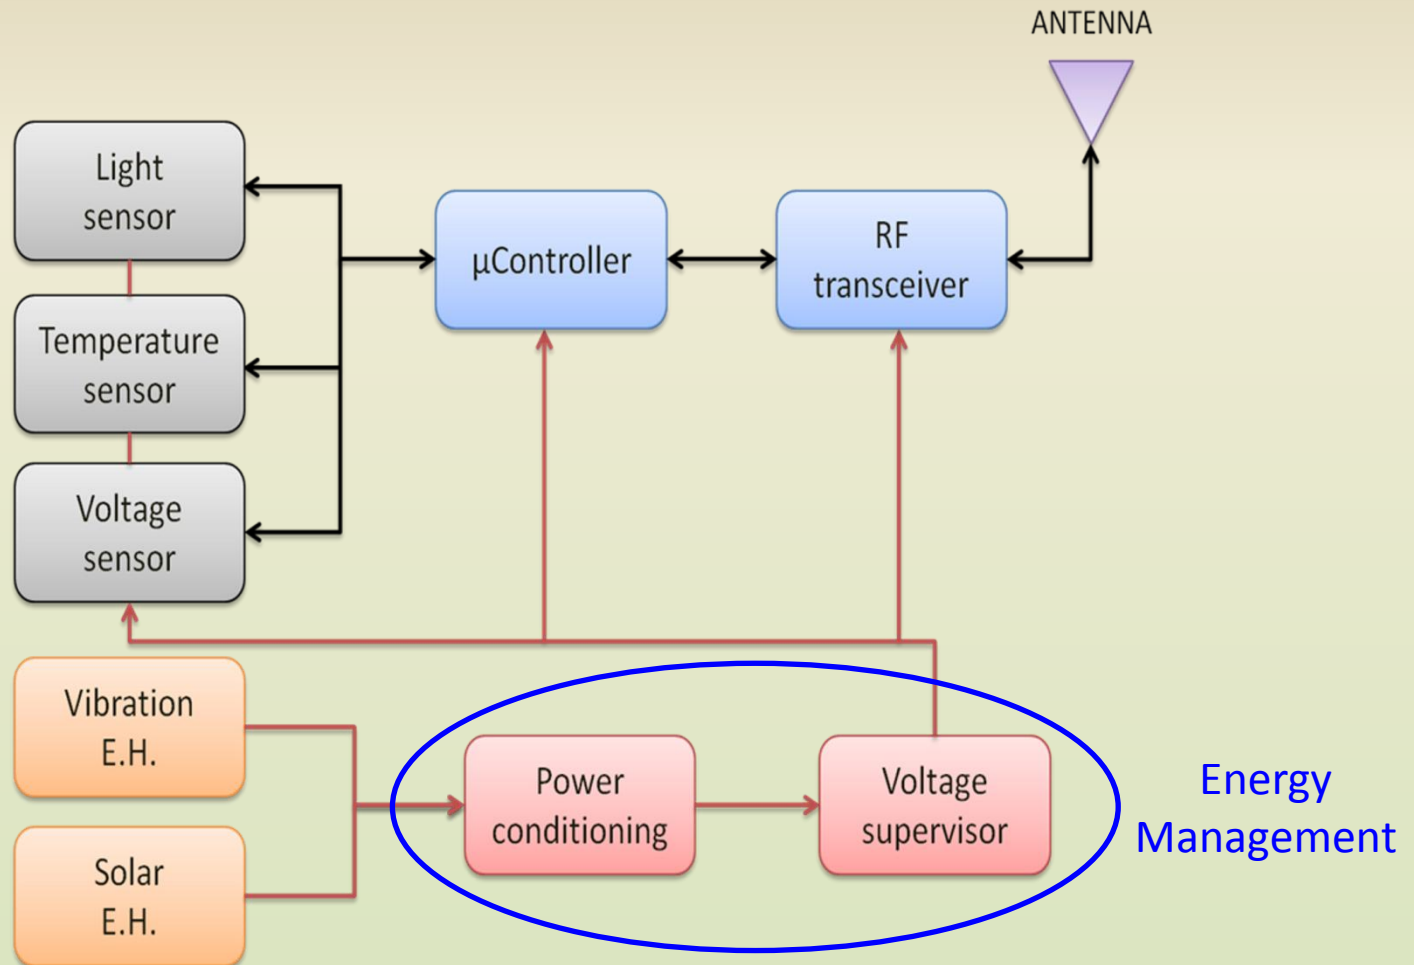 ANTENNA
Light
sensor
µController
RF
transceiver
Temperature
sensor
Voltage
sensor
Vibration
E.H.
Power
conditioning
Voltage
supervisor
Energy
Management
Solar
E.H.